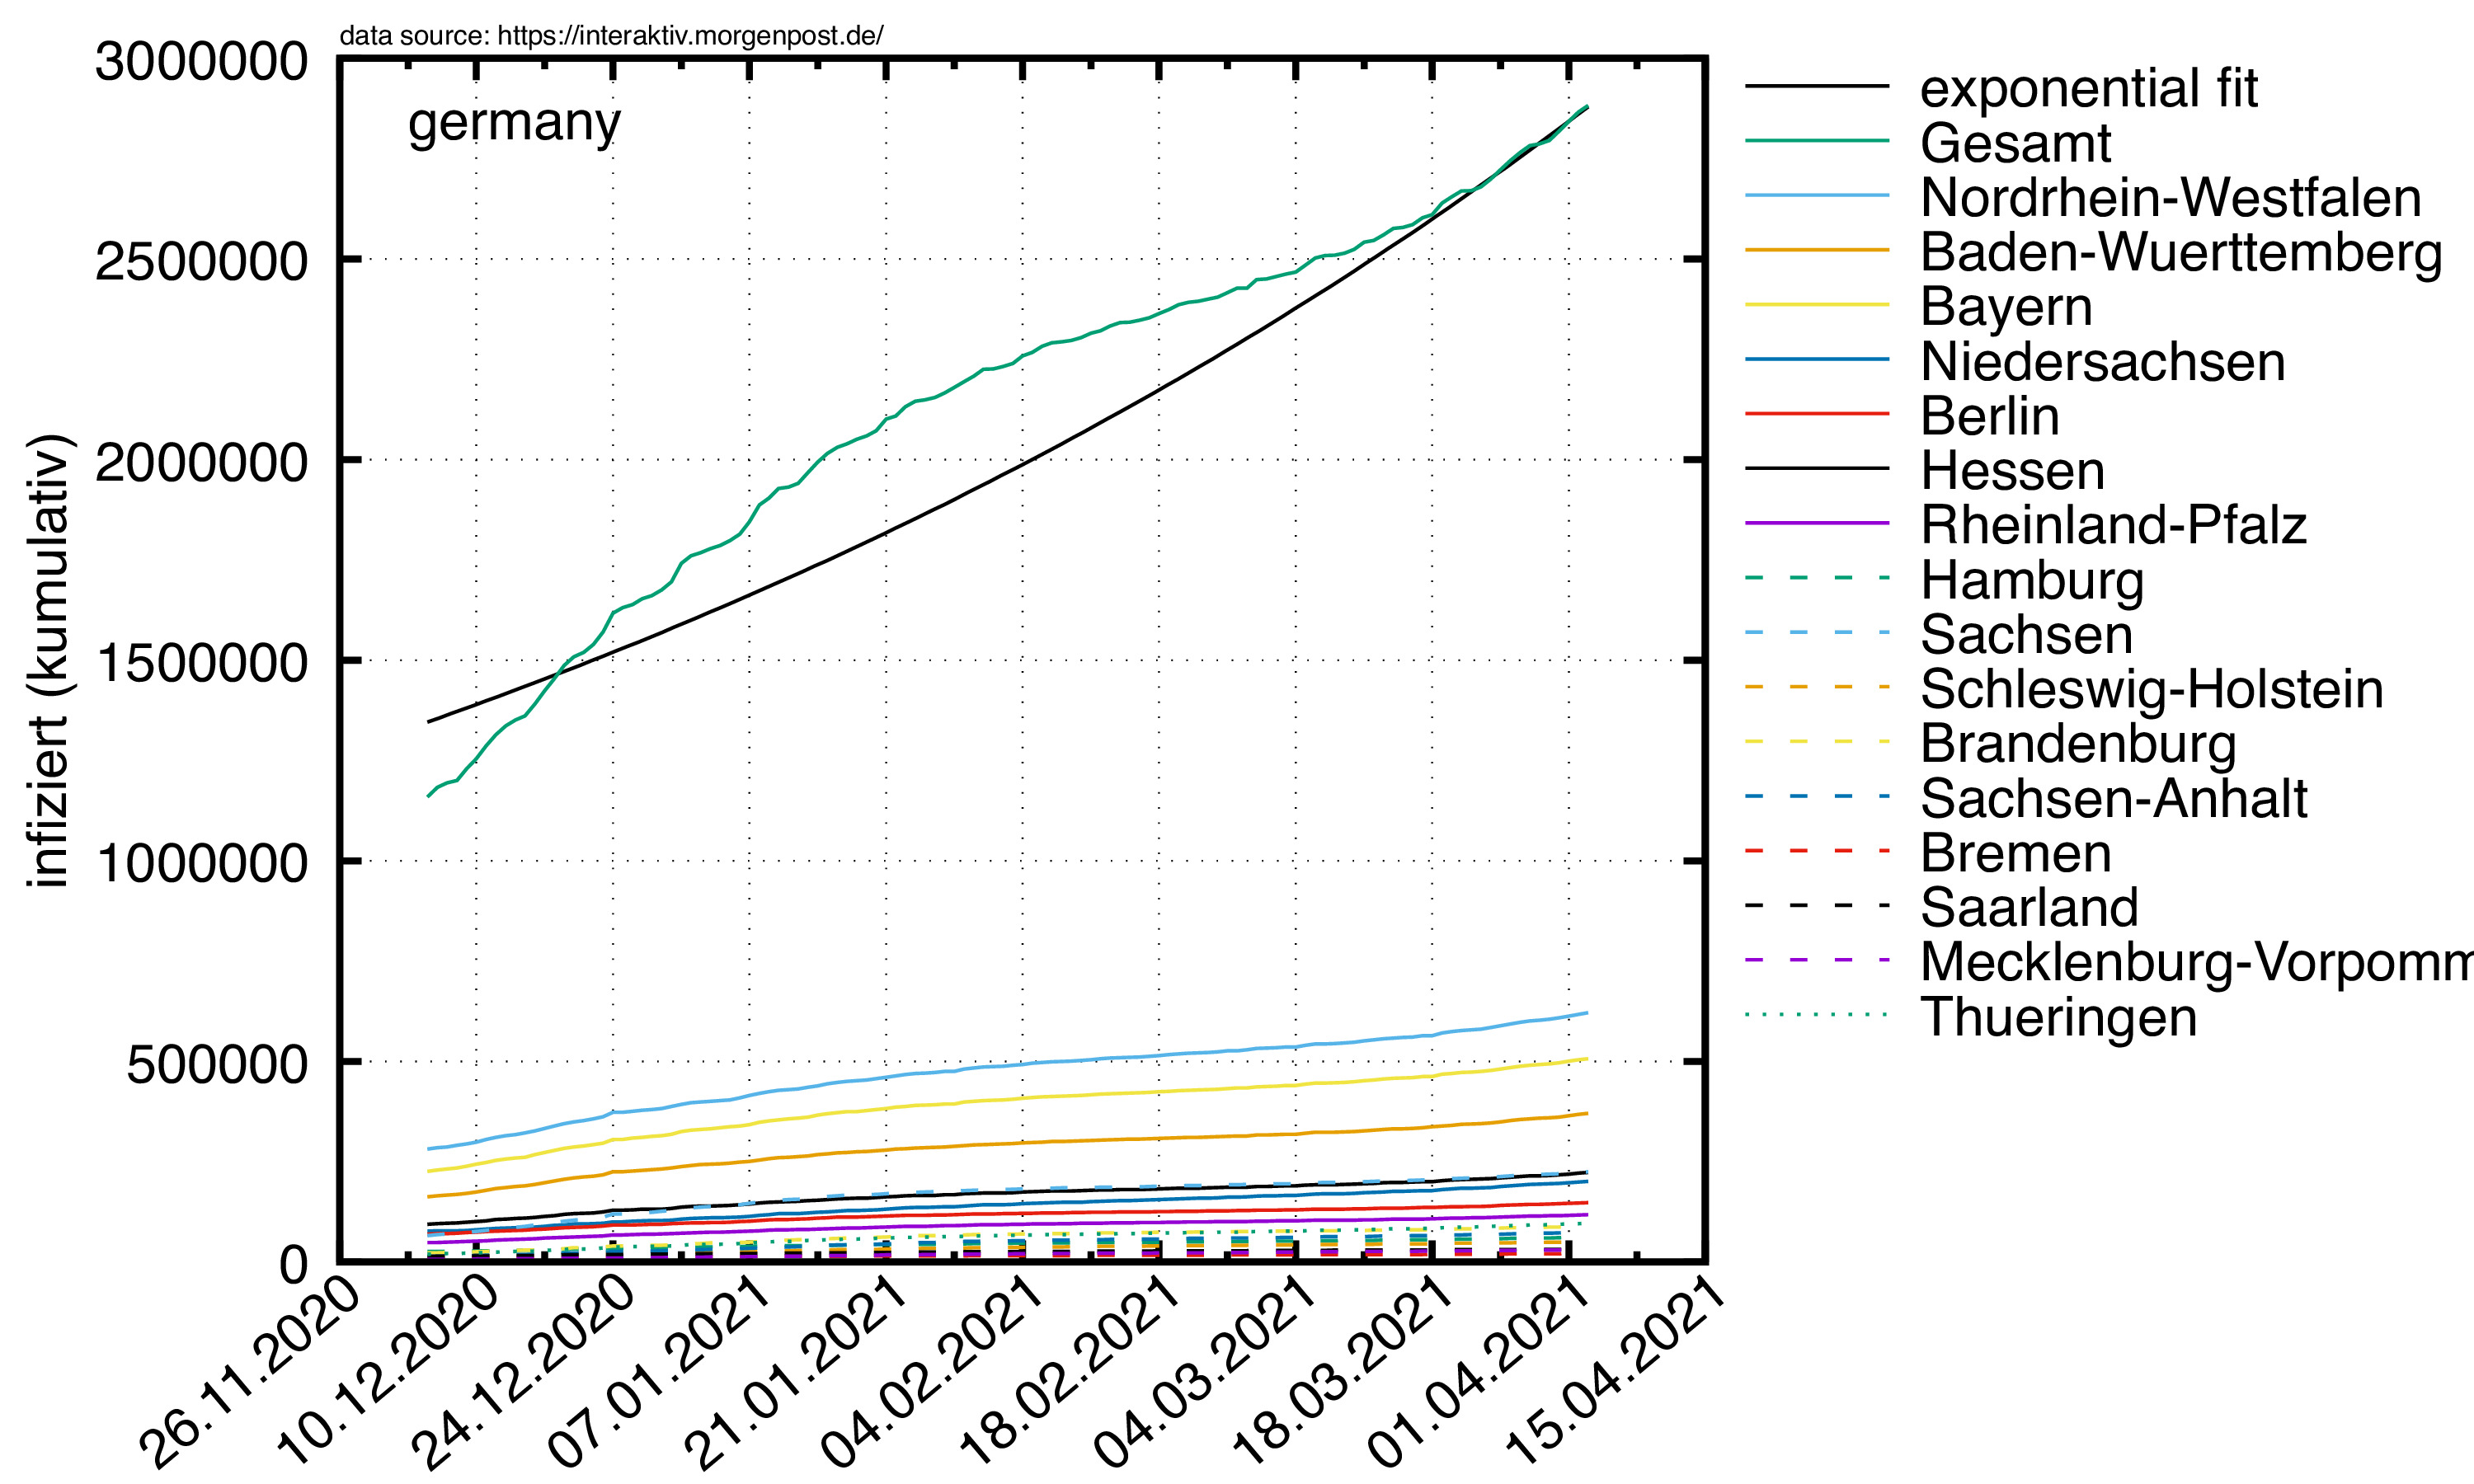 data source: https://interaktiv.morgenpost.de/
germany
infiziert (kumulativ)
3000000
2500000
2000000
1500000
1000000
500000
0
26.11.2020
10.12.2020
24.12.2020
07.01.2021
21.01.2021
04.02.2021
18.02.2021
04.03.2021
18.03.2021
01.04.2021
15.04.2021
exponential fit
Gesamt
Nordrhein-Westfalen
Baden-Wuerttemberg
Bayern
Niedersachsen
Berlin
Hessen
Rheinland-Pfalz
Hamburg
Sachsen
Schleswig-Holstein
Brandenburg
Sachsen-Anhalt
Bremen
Saarland
Mecklenburg-Vorpomm
Thueringen